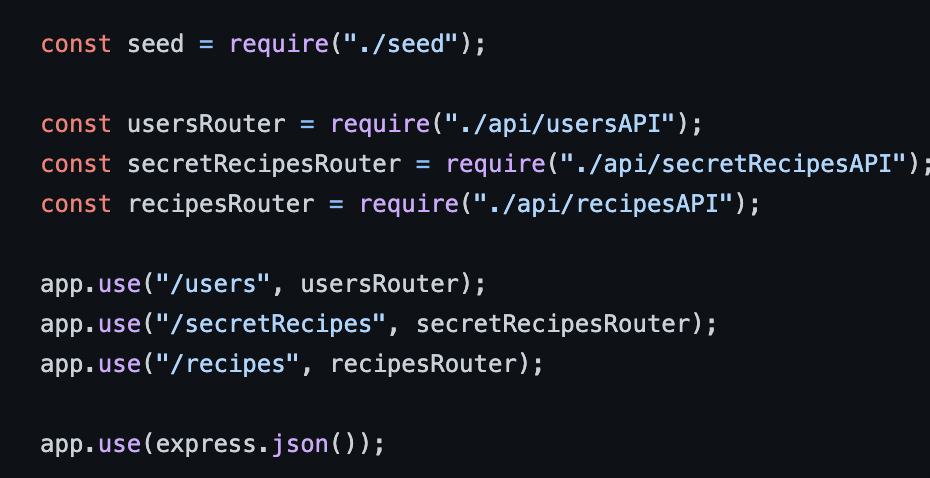 const seed = require("./seed");
const usersRouter = require("./api/usersAPI");
const secretRecipesRouter = require("./api/secretRecipesAPI");
const recipesRouter = require("./api/recipesAPI");
app.use("/users", usersRouter);
app.use("/secretRecipes", secretRecipesRouter);
app.use("/recipes", recipesRouter);
app.use(express.json());